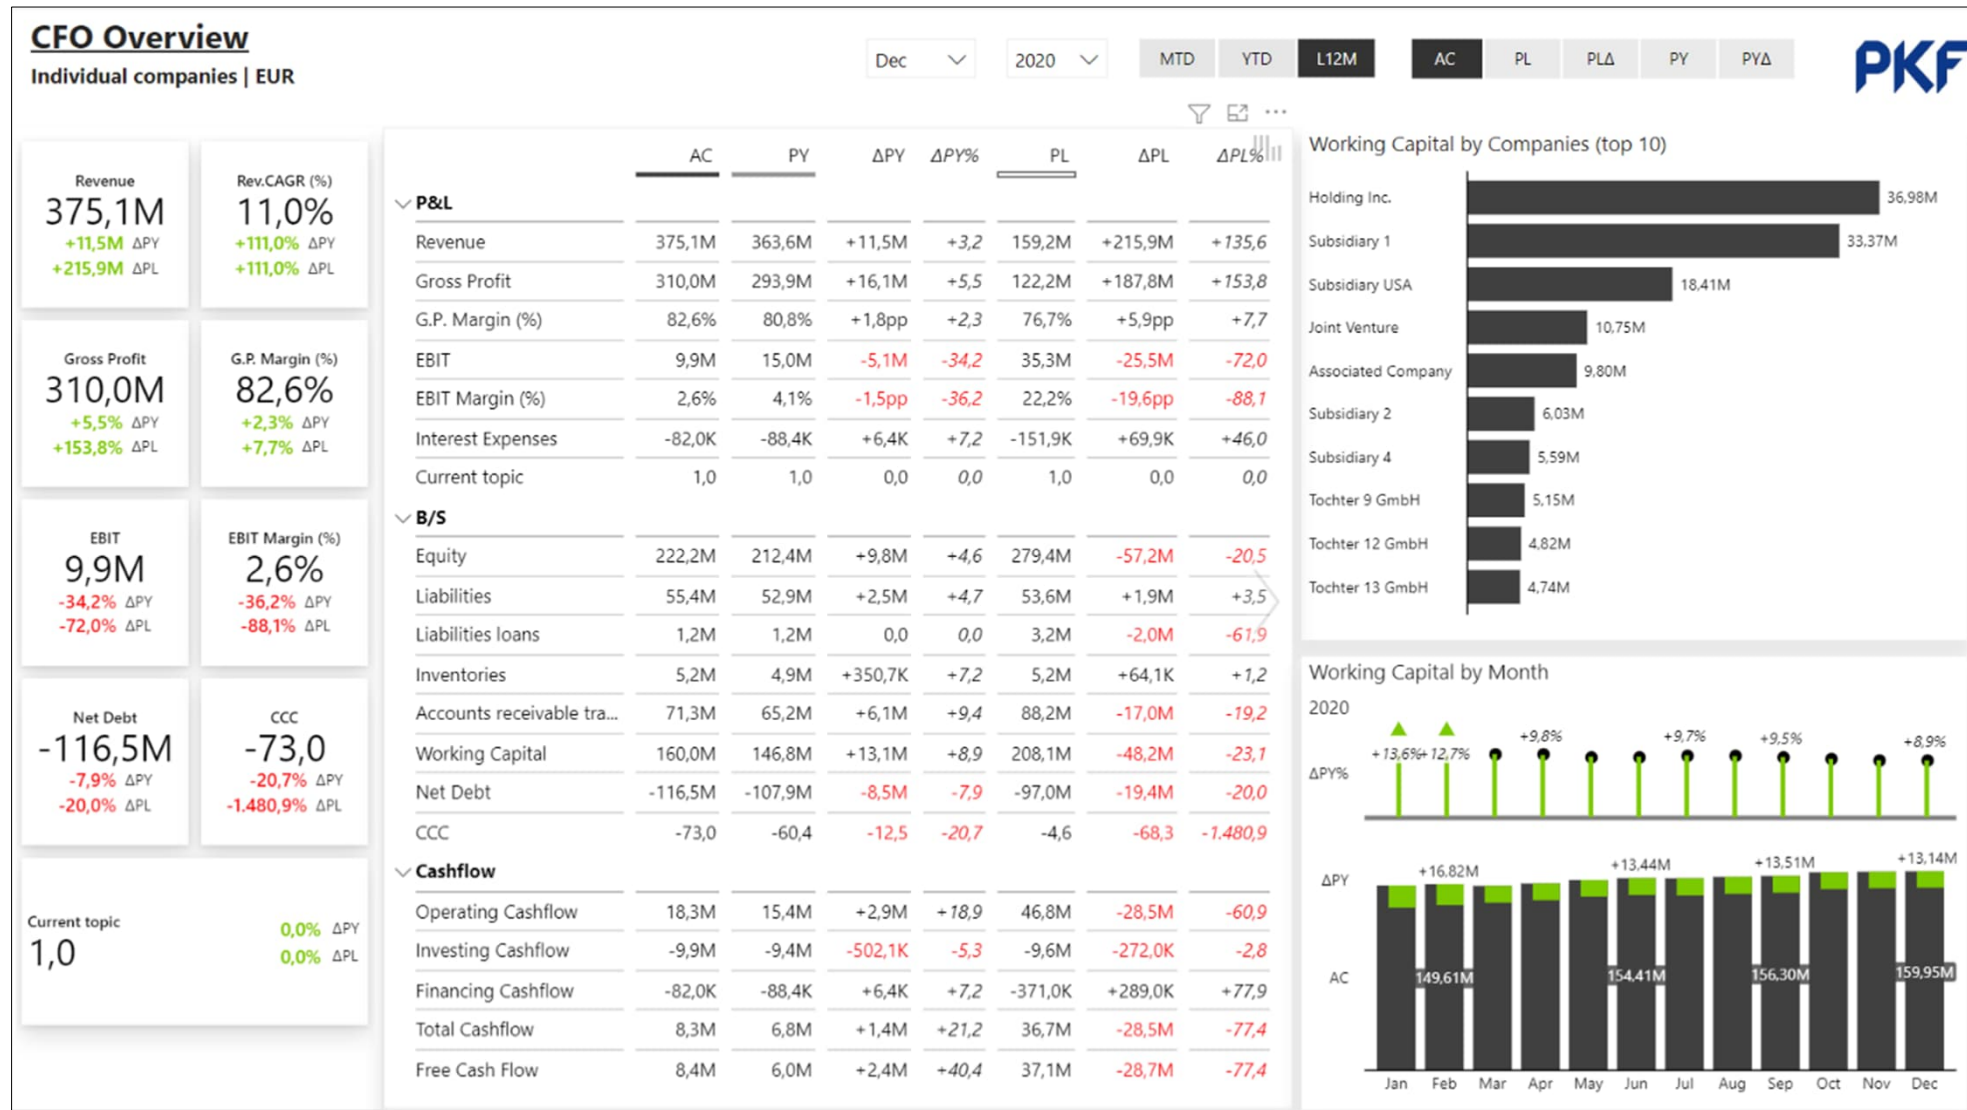 CFO Overview
Individual companies | EUR
Dec 2020 MTD YTD L12M AC PL PLΔ PY PYΔ
PKF
Revenue
375,1M
+11,5M ΔPY
+215,9M ΔPL
Rev.CAGR (%)
11,0%
+111,0% ΔPY
+111,0% ΔPL
Gross Profit
310,0M
+5,5% ΔPY
+153,8% ΔPL
G.P. Margin (%)
82,6%
+2,3% ΔPY
+7,7% ΔPL
EBIT
9,9M
-34,2% ΔPY
-72,0% ΔPL
EBIT Margin (%)
2,6%
-36,2% ΔPY
-88,1% ΔPL
Net Debt
-116,5M
-7,9% ΔPY
-20,0% ΔPL
CCC
-73,0
-20,7% ΔPY
-1.480,9% ΔPL
Current topic
1,0
0,0% ΔPY
0,0% ΔPL
AC PY ΔPY ΔPY% PL ΔPL ΔPL%
P&L
Revenue 375,1M 363,6M +11,5M +3,2 159,2M +215,9M +135,6
Gross Profit 310,0M 293,9M +16,1M +5,5 122,2M +187,8M +153,8
G.P. Margin (%) 82,6% 80,8% +1,8pp +2,3 76,7% +5,9pp +7,7
EBIT 9,9M 15,0M -5,1M -34,2 35,3M -25,5M -72,0
EBIT Margin (%) 2,6% 4,1% -1,5pp -36,2 22,2% -19,6pp -88,1
Interest Expenses -82,0K -88,4K +6,4K +7,2 -151,9K +69,9K +46,0
Current topic 1,0 1,0 0,0 0,0 1,0 0,0 0,0
B/S
Equity 222,2M 212,4M +9,8M +4,6 279,4M -57,2M -20,5
Liabilities 55,4M 52,9M +2,5M +4,7 53,6M +1,9M +3,5
Liabilities loans 1,2M 1,2M 0,0 0,0 3,2M -2,0M -61,9
Inventories 5,2M 4,9M +350,7K +7,2 5,2M +64,1K +1,2
Accounts receivable tra... 71,3M 65,2M +6,1M +9,4 88,2M -17,0M -19,2
Working Capital 160,0M 146,8M +13,1M +8,9 208,1M -48,2M -23,1
Net Debt -116,5M -107,9M -8,5M -7,9 -97,0M -19,4M -20,0
CCC -73,0 -60,4 -12,5 -20,7 -4,6 -68,3 -1.480,9
Cashflow
Operating Cashflow 18,3M 15,4M +2,9M +18,9 46,8M -28,5M -60,9
Investing Cashflow -9,9M -9,4M -502,1K -5,3 -9,6M -272,0K -2,8
Financing Cashflow -82,0K -88,4K +6,4K +7,2 -371,0K +289,0K +77,9
Total Cashflow 8,3M 6,8M +1,4M +21,2 36,7M -28,5M -77,4
Free Cash Flow 8,4M 6,0M +2,4M +40,4 37,1M -28,7M -77,4
Working Capital by Companies (top 10)
Holding Inc. 36,98M
Subsidiary 1 33,37M
Subsidiary USA 18,41M
Joint Venture 10,75M
Associated Company 9,80M
Subsidiary 2 6,03M
Subsidiary 4 5,59M
Tochter 9 GmbH 5,15M
Tochter 12 GmbH 4,82M
Tochter 13 GmbH 4,74M
Working Capital by Month
2020
ΔPY% +13,6% +12,7% +9,8% +9,7% +9,5% +8,9%
ΔPY +16,82M +13,44M +13,51M +13,14M
AC 149,61M 154,41M 156,30M 159,95M
Jan Feb Mar Apr May Jun Jul Aug Sep Oct Nov Dec